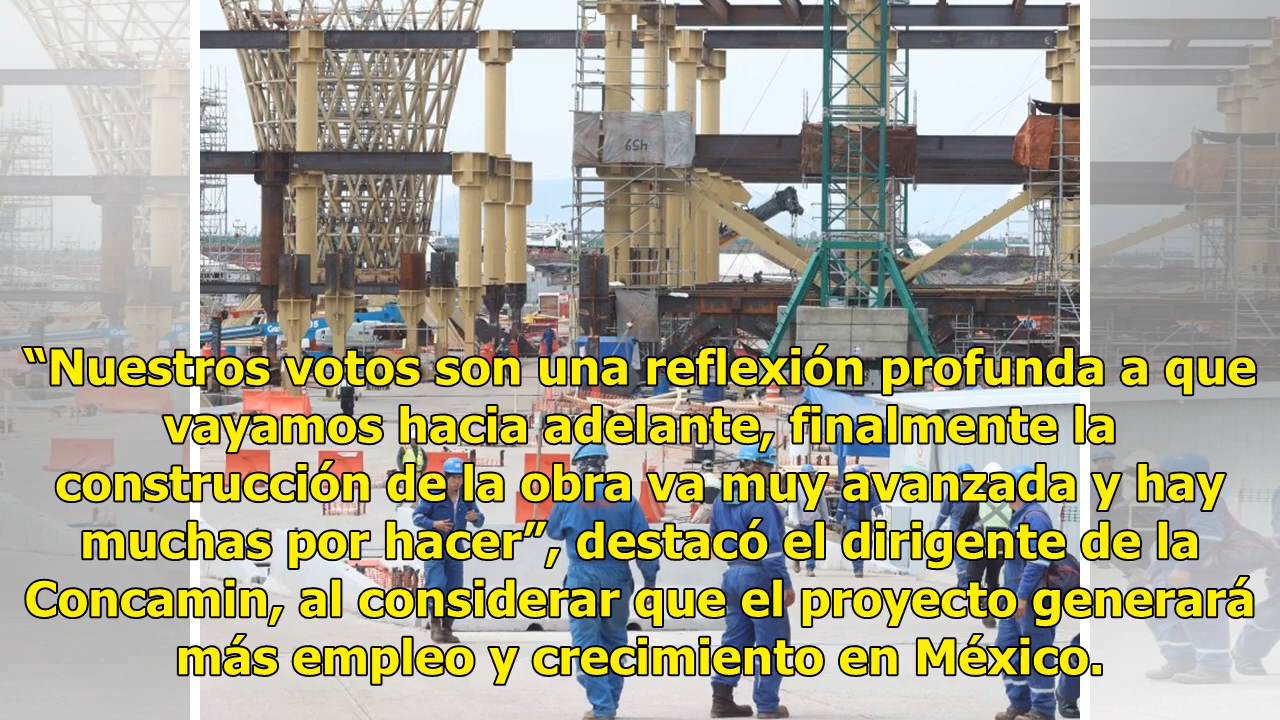 659
“Nuestros votos son una reflexión profunda a que
vayamos hacia adelante, finalmente la
construcción de la obra va muy avanzada y hay
muchas por hacer”, destacó el dirigente de la
Concamin, al considerar que el proyecto generará
más empleo y crecimiento en México.